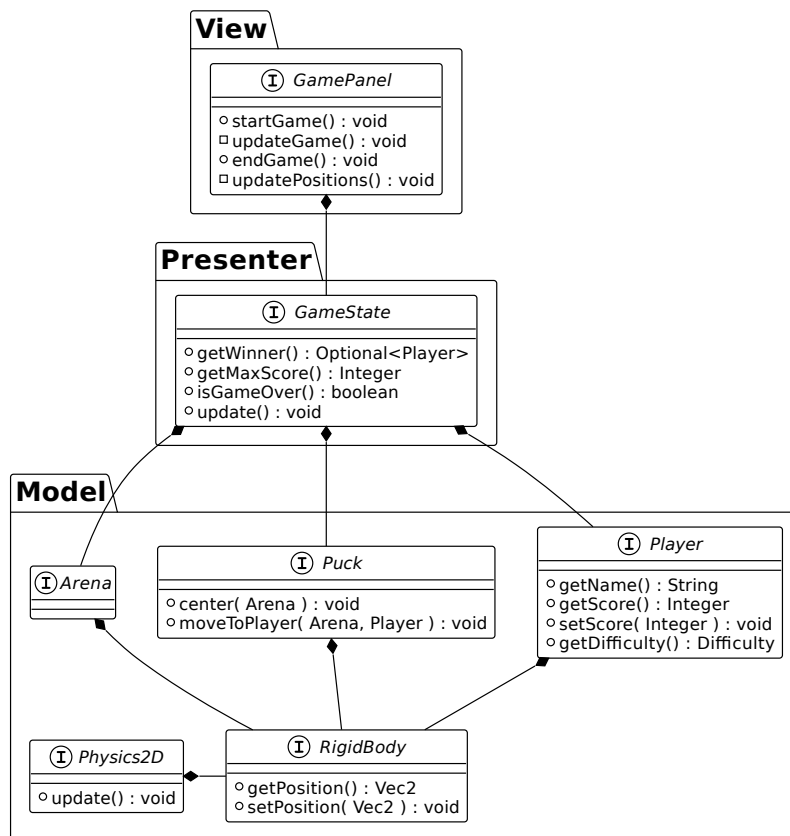 View
I GamePanel
startGame() : void
updateGame() : void
endGame() : void
updatePositions() : void
Presenter
I GameState
getWinner() : Optional<Player>
getMaxScore() : Integer
isGameOver() : boolean
update() : void
Model
I Arena
I Puck
center( Arena ) : void
moveToPlayer( Arena, Player ) : void
I Player
getName() : String
getScore() : Integer
setScore( Integer ) : void
getDifficulty() : Difficulty
I Physics2D
update() : void
I RigidBody
getPosition() : Vec2
setPosition( Vec2 ) : void